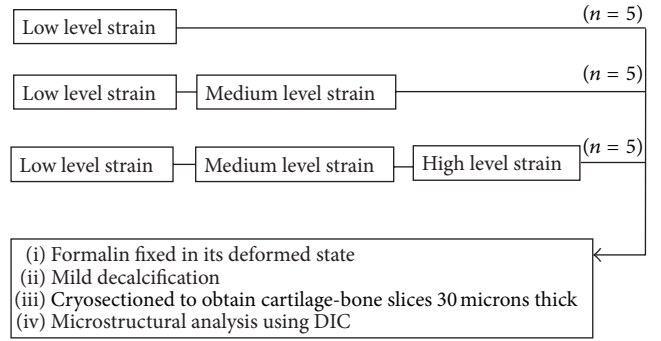 Low level strain (n = 5)
Low level strain Medium level strain (n = 5)
Low level strain Medium level strain High level strain (n = 5)
(i) Formalin fixed in its deformed state
(ii) Mild decalcification
(iii) Cryosectioned to obtain cartilage-bone slices 30 microns thick
(iv) Microstructural analysis using DIC